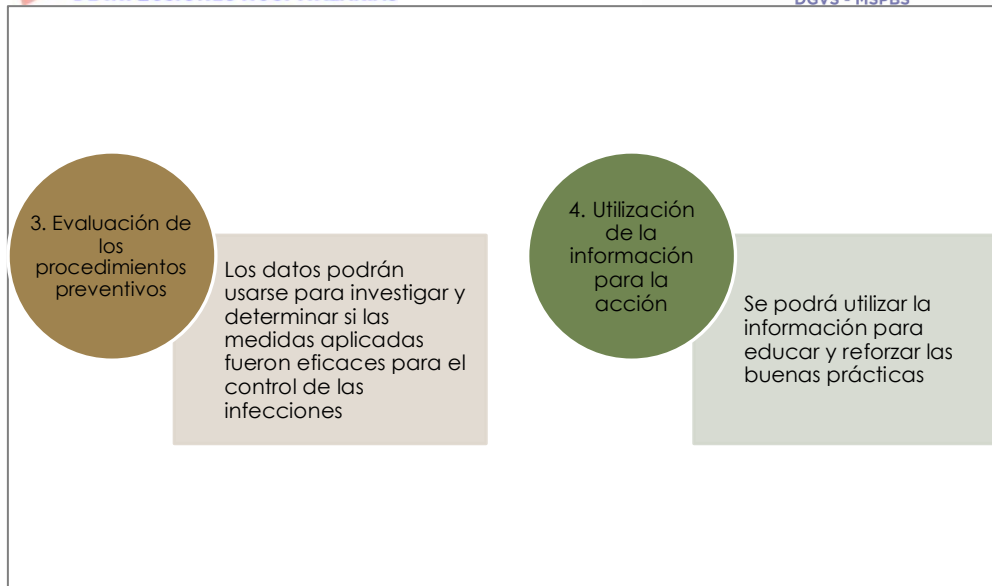 DGVS - MSPBS
3. Evaluación de
los
procedimientos
preventivos
Los datos podrán
usarse para investigar y
determinar si las
medidas aplicadas
fueron eficaces para el
control de las
infecciones
4. Utilización
de la
información
para la
acción
Se podrá utilizar la
información para
educar y reforzar las
buenas prácticas